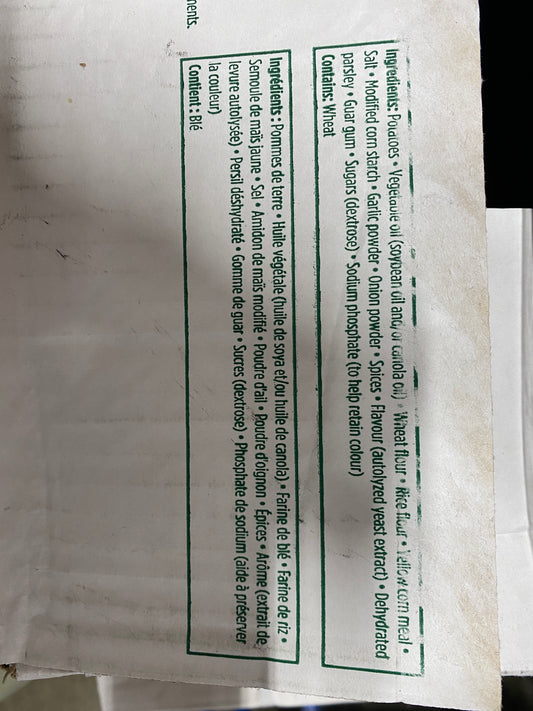 Ingredients: Potatoes • Vegetable oil (soybean oil and/or canola oil) • Wheat flour • Rice flour • Yellow corn meal •
Salt • Modified corn starch • Garlic powder • Onion powder • Spices • Flavour (autolyzed yeast extract) • Dehydrated
parsley • Guar gum • Sugars (dextrose) • Sodium phosphate (to help retain colour)
Contains: Wheat
Ingrédients : Pommes de terre • Huile végétale (huile de soya et/ou huile de canola) • Farine de blé • Farine de riz •
Semoule de maïs jaune • Sel • Amidon de maïs modifié • Poudre d'ail • Poudre d'oignon • Épices • Arôme (extrait de
levure autolysée) • Persil déshydraté • Gomme de guar • Sucres (dextrose) • Phosphate de sodium (aide à préserver
la couleur)
Contient : Blé